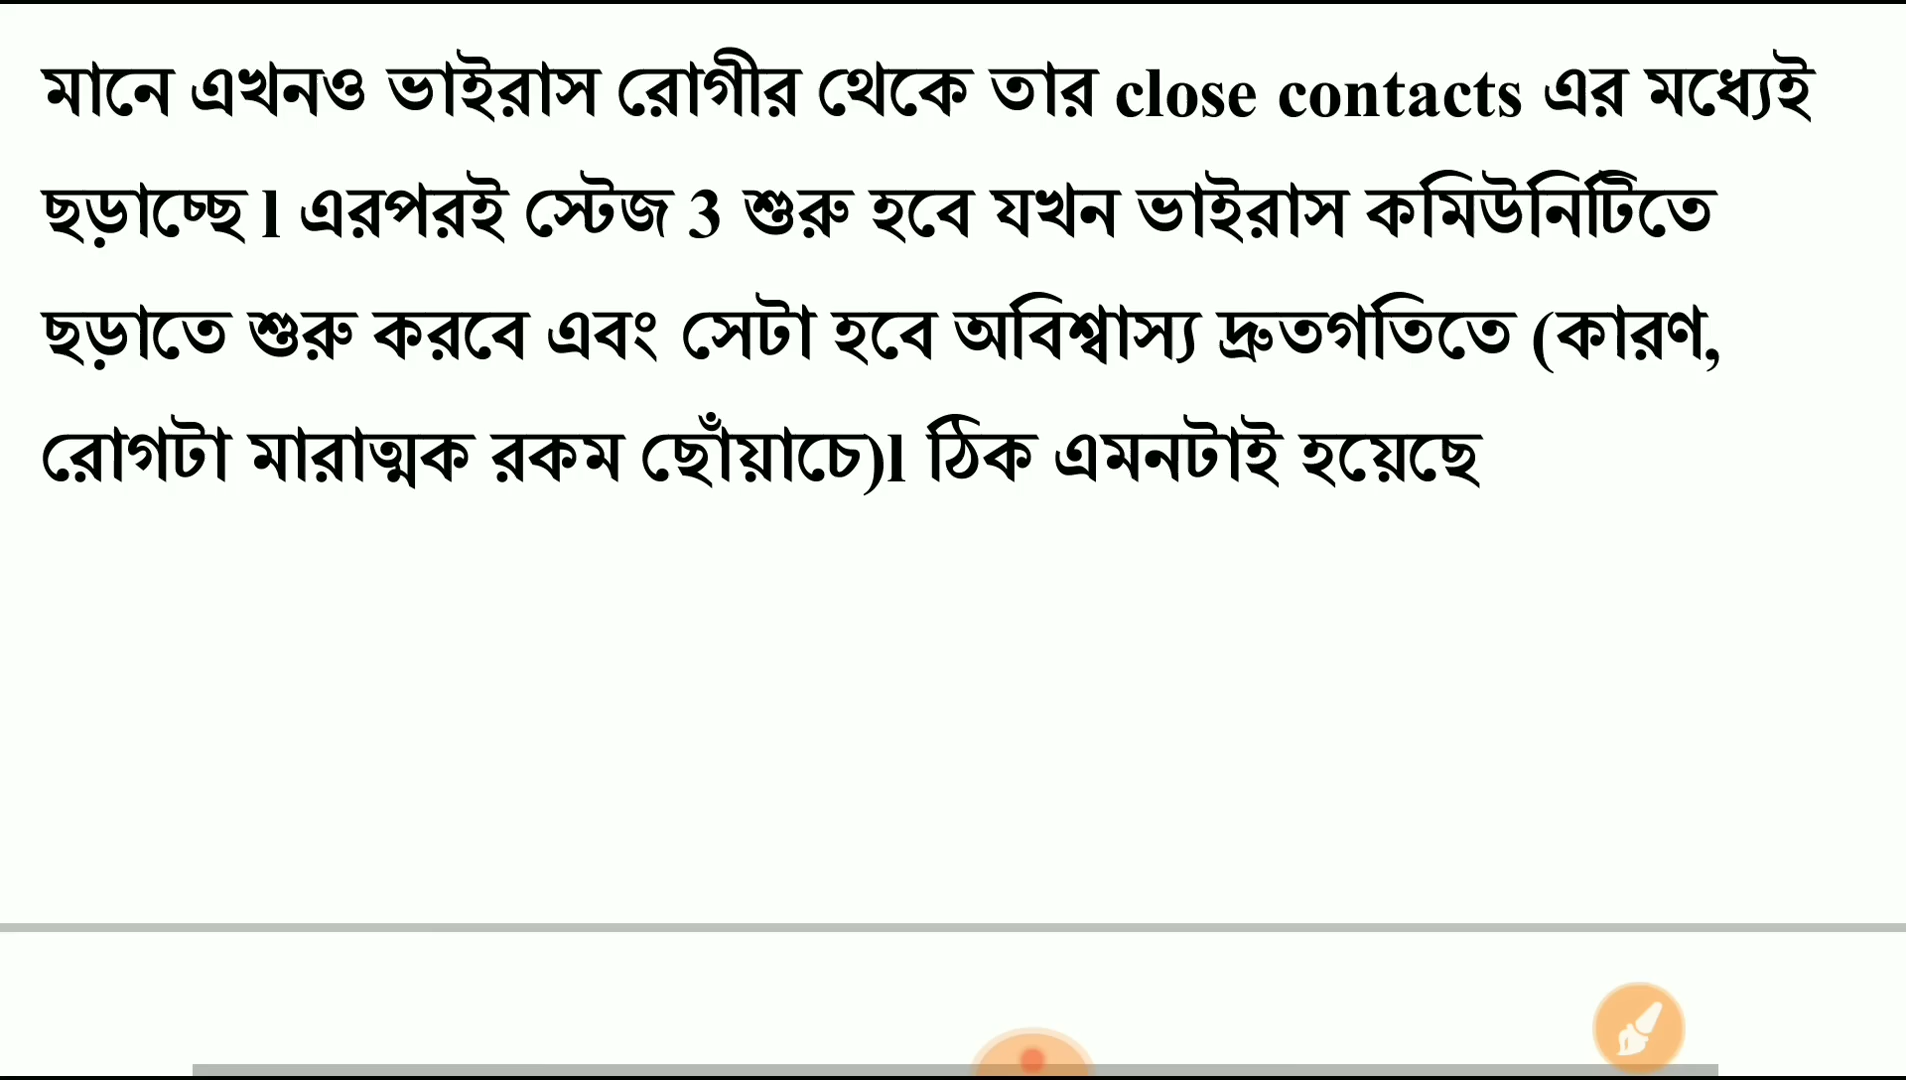 মানে এখনও ভাইরাস রোগীর থেকে তার close contacts এর মধ্যেই
ছড়াচ্ছে l এরপরই স্টেজ 3 শুরু হবে যখন ভাইরাস কমিউনিটিতে
ছড়াতে শুরু করবে এবং সেটা হবে অবিশ্বাস্য দ্রুতগতিতে (কারণ,
রোগটা মারাত্মক রকম ছোঁয়াচে)l ঠিক এমনটাই হয়েছে